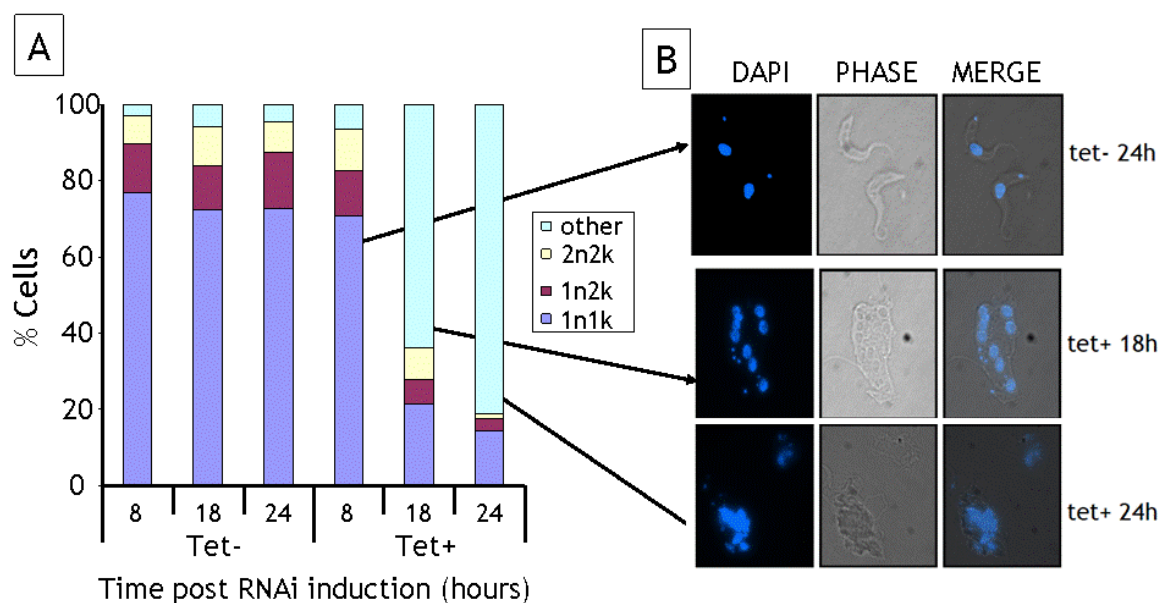 A
100
80
60
40
20
0
% Cells
8 18 24 8 18 24
Tet- Tet+
Time post RNAi induction (hours)
other
2n2k
1n2k
1n1k
B
DAPI PHASE MERGE
tet- 24h
tet+ 18h
tet+ 24h